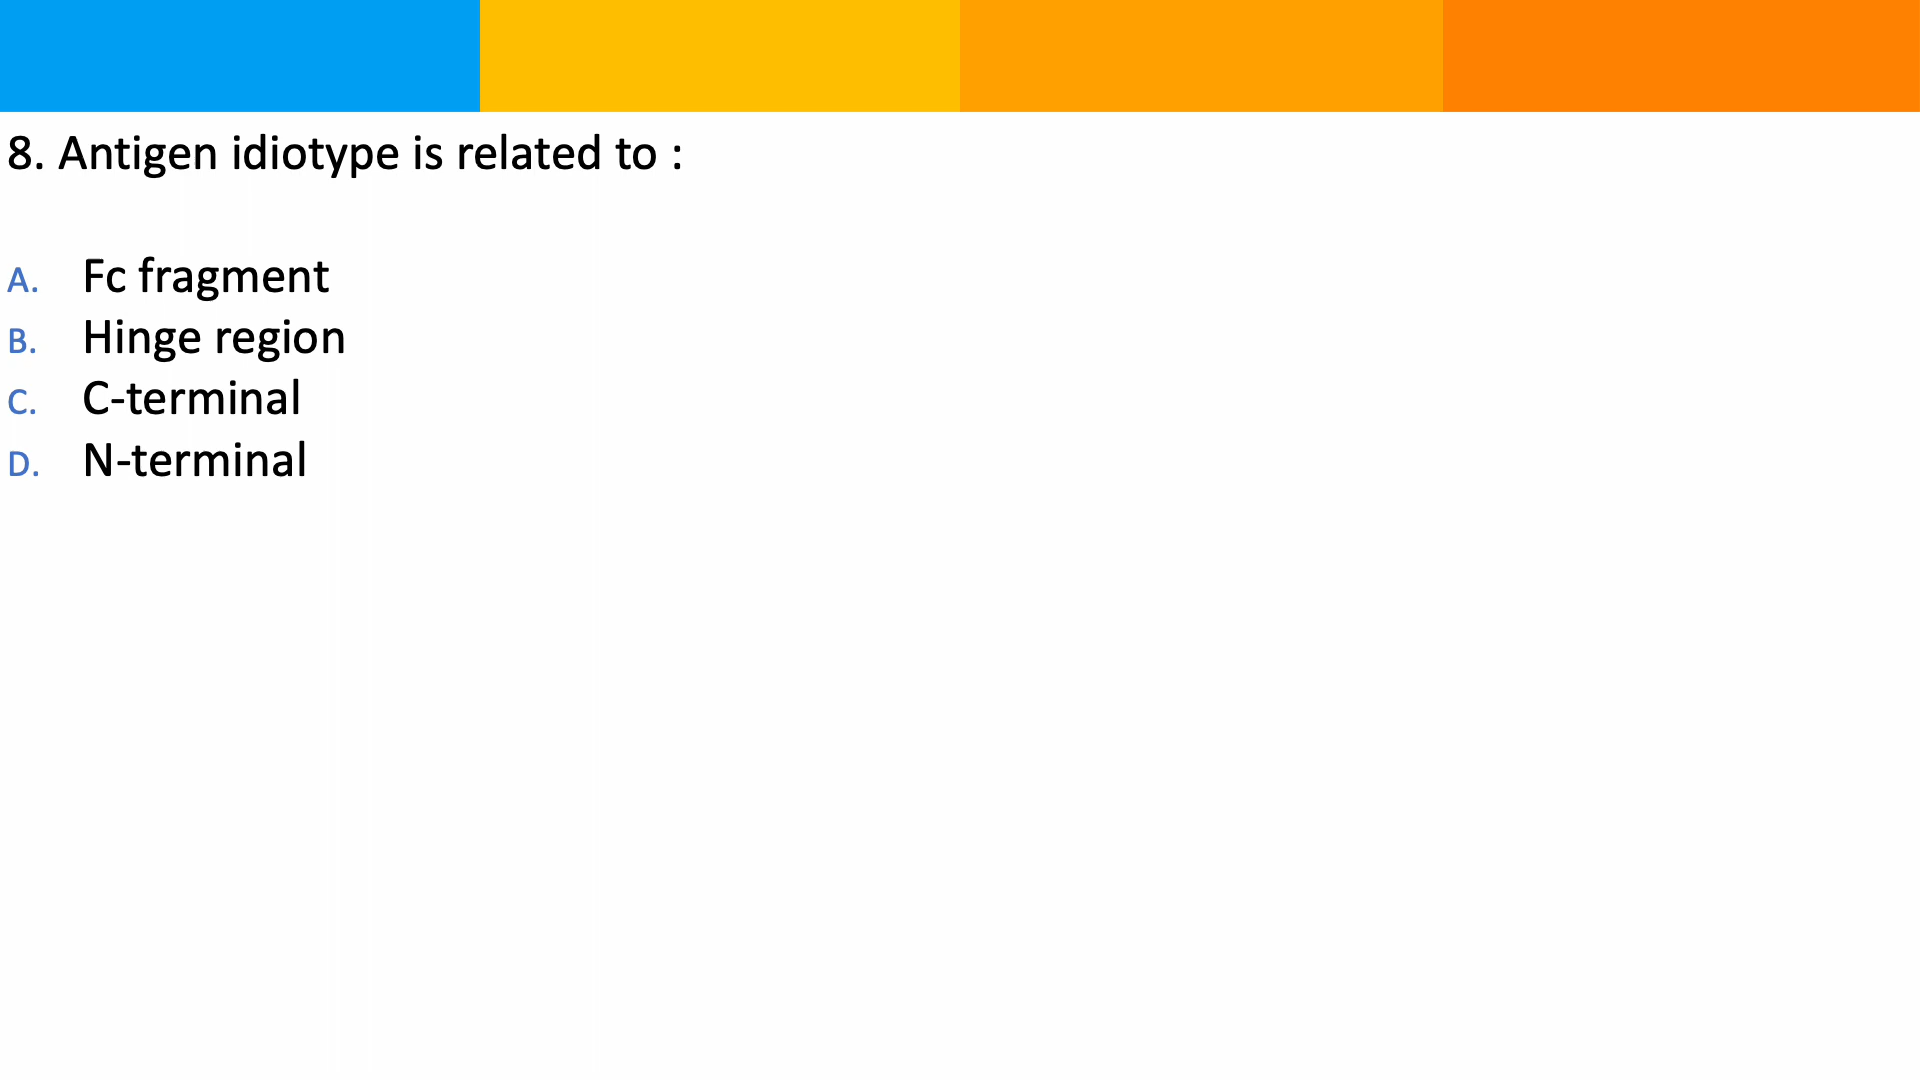 8. Antigen idiotype is related to :
A. Fc fragment
B. Hinge region
C. C-terminal
D. N-terminal